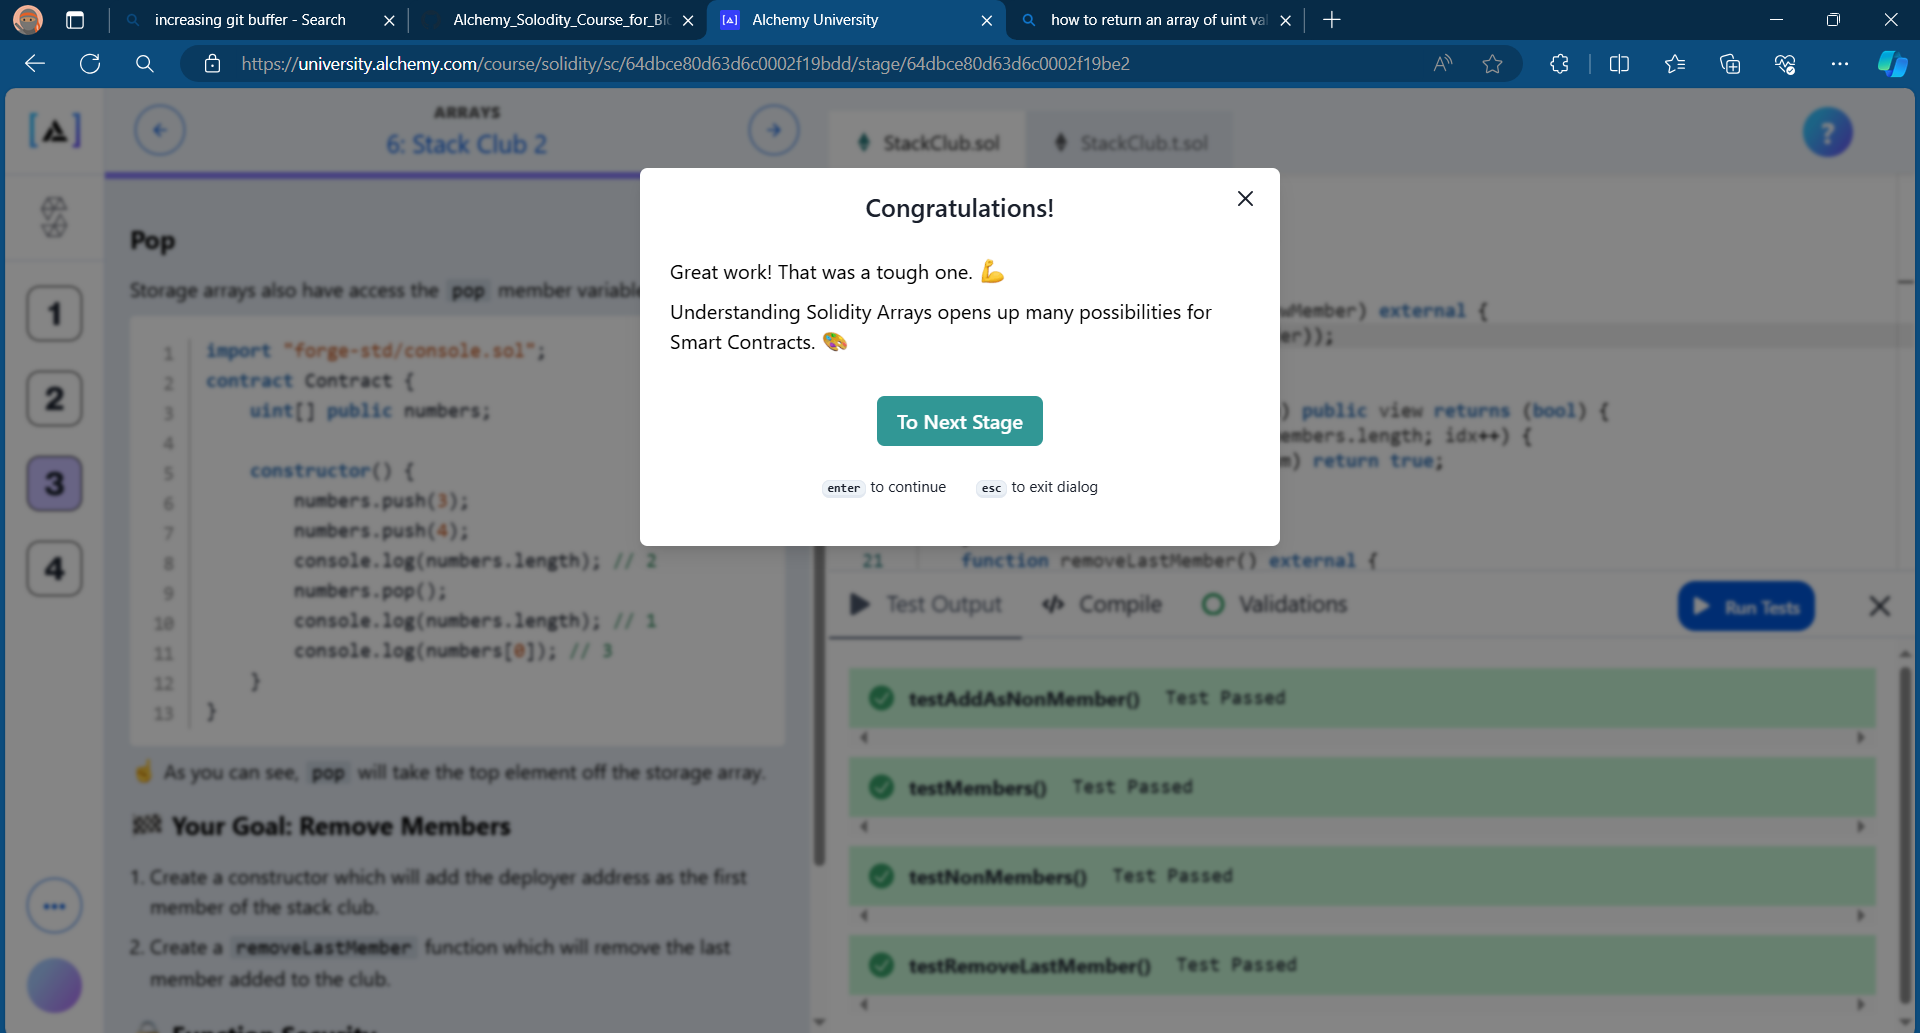 increasing git buffer - Search
Alchemy_Solodity_Course_for_Blo
Alchemy University
how to return an array of uint val
https://university.alchemy.com/course/solidity/sc/64dbce80d63d6c0002f19bdd/stage/64dbce80d63d6c0002f19be2
ARRAYS
6: Stack Club 2
StackClub.sol
StackClub.t.sol
?
1
2
3
4
Pop
Storage arrays also have access the pop member variable
1 import "forge-std/console.sol";
2 contract Contract {
3 uint[] public numbers;
4
5 constructor() {
6 numbers.push(3);
7 numbers.push(4);
8 console.log(numbers.length); // 2
9 numbers.pop();
10 console.log(numbers.length); // 1
11 console.log(numbers[0]); // 3
12 }
13 }
☝️ As you can see, pop will take the top element off the storage array.
🏁 Your Goal: Remove Members
1. Create a constructor which will add the deployer address as the first
member of the stack club.
2. Create a removeLastMember function which will remove the last
member added to the club.
Function Security
Congratulations!
Great work! That was a tough one. 💪
Understanding Solidity Arrays opens up many possibilities for
Smart Contracts. 🎨
To Next Stage
enter to continue esc to exit dialog
wMember) external {
er));
) public view returns (bool) {
embers.length; idx++) {
m) return true;
21 function removeLastMember() external {
Test Output
Compile
Validations
Run Tests
testAddAsNonMember() Test Passed
testMembers() Test Passed
testNonMembers() Test Passed
testRemoveLastMember() Test Passed